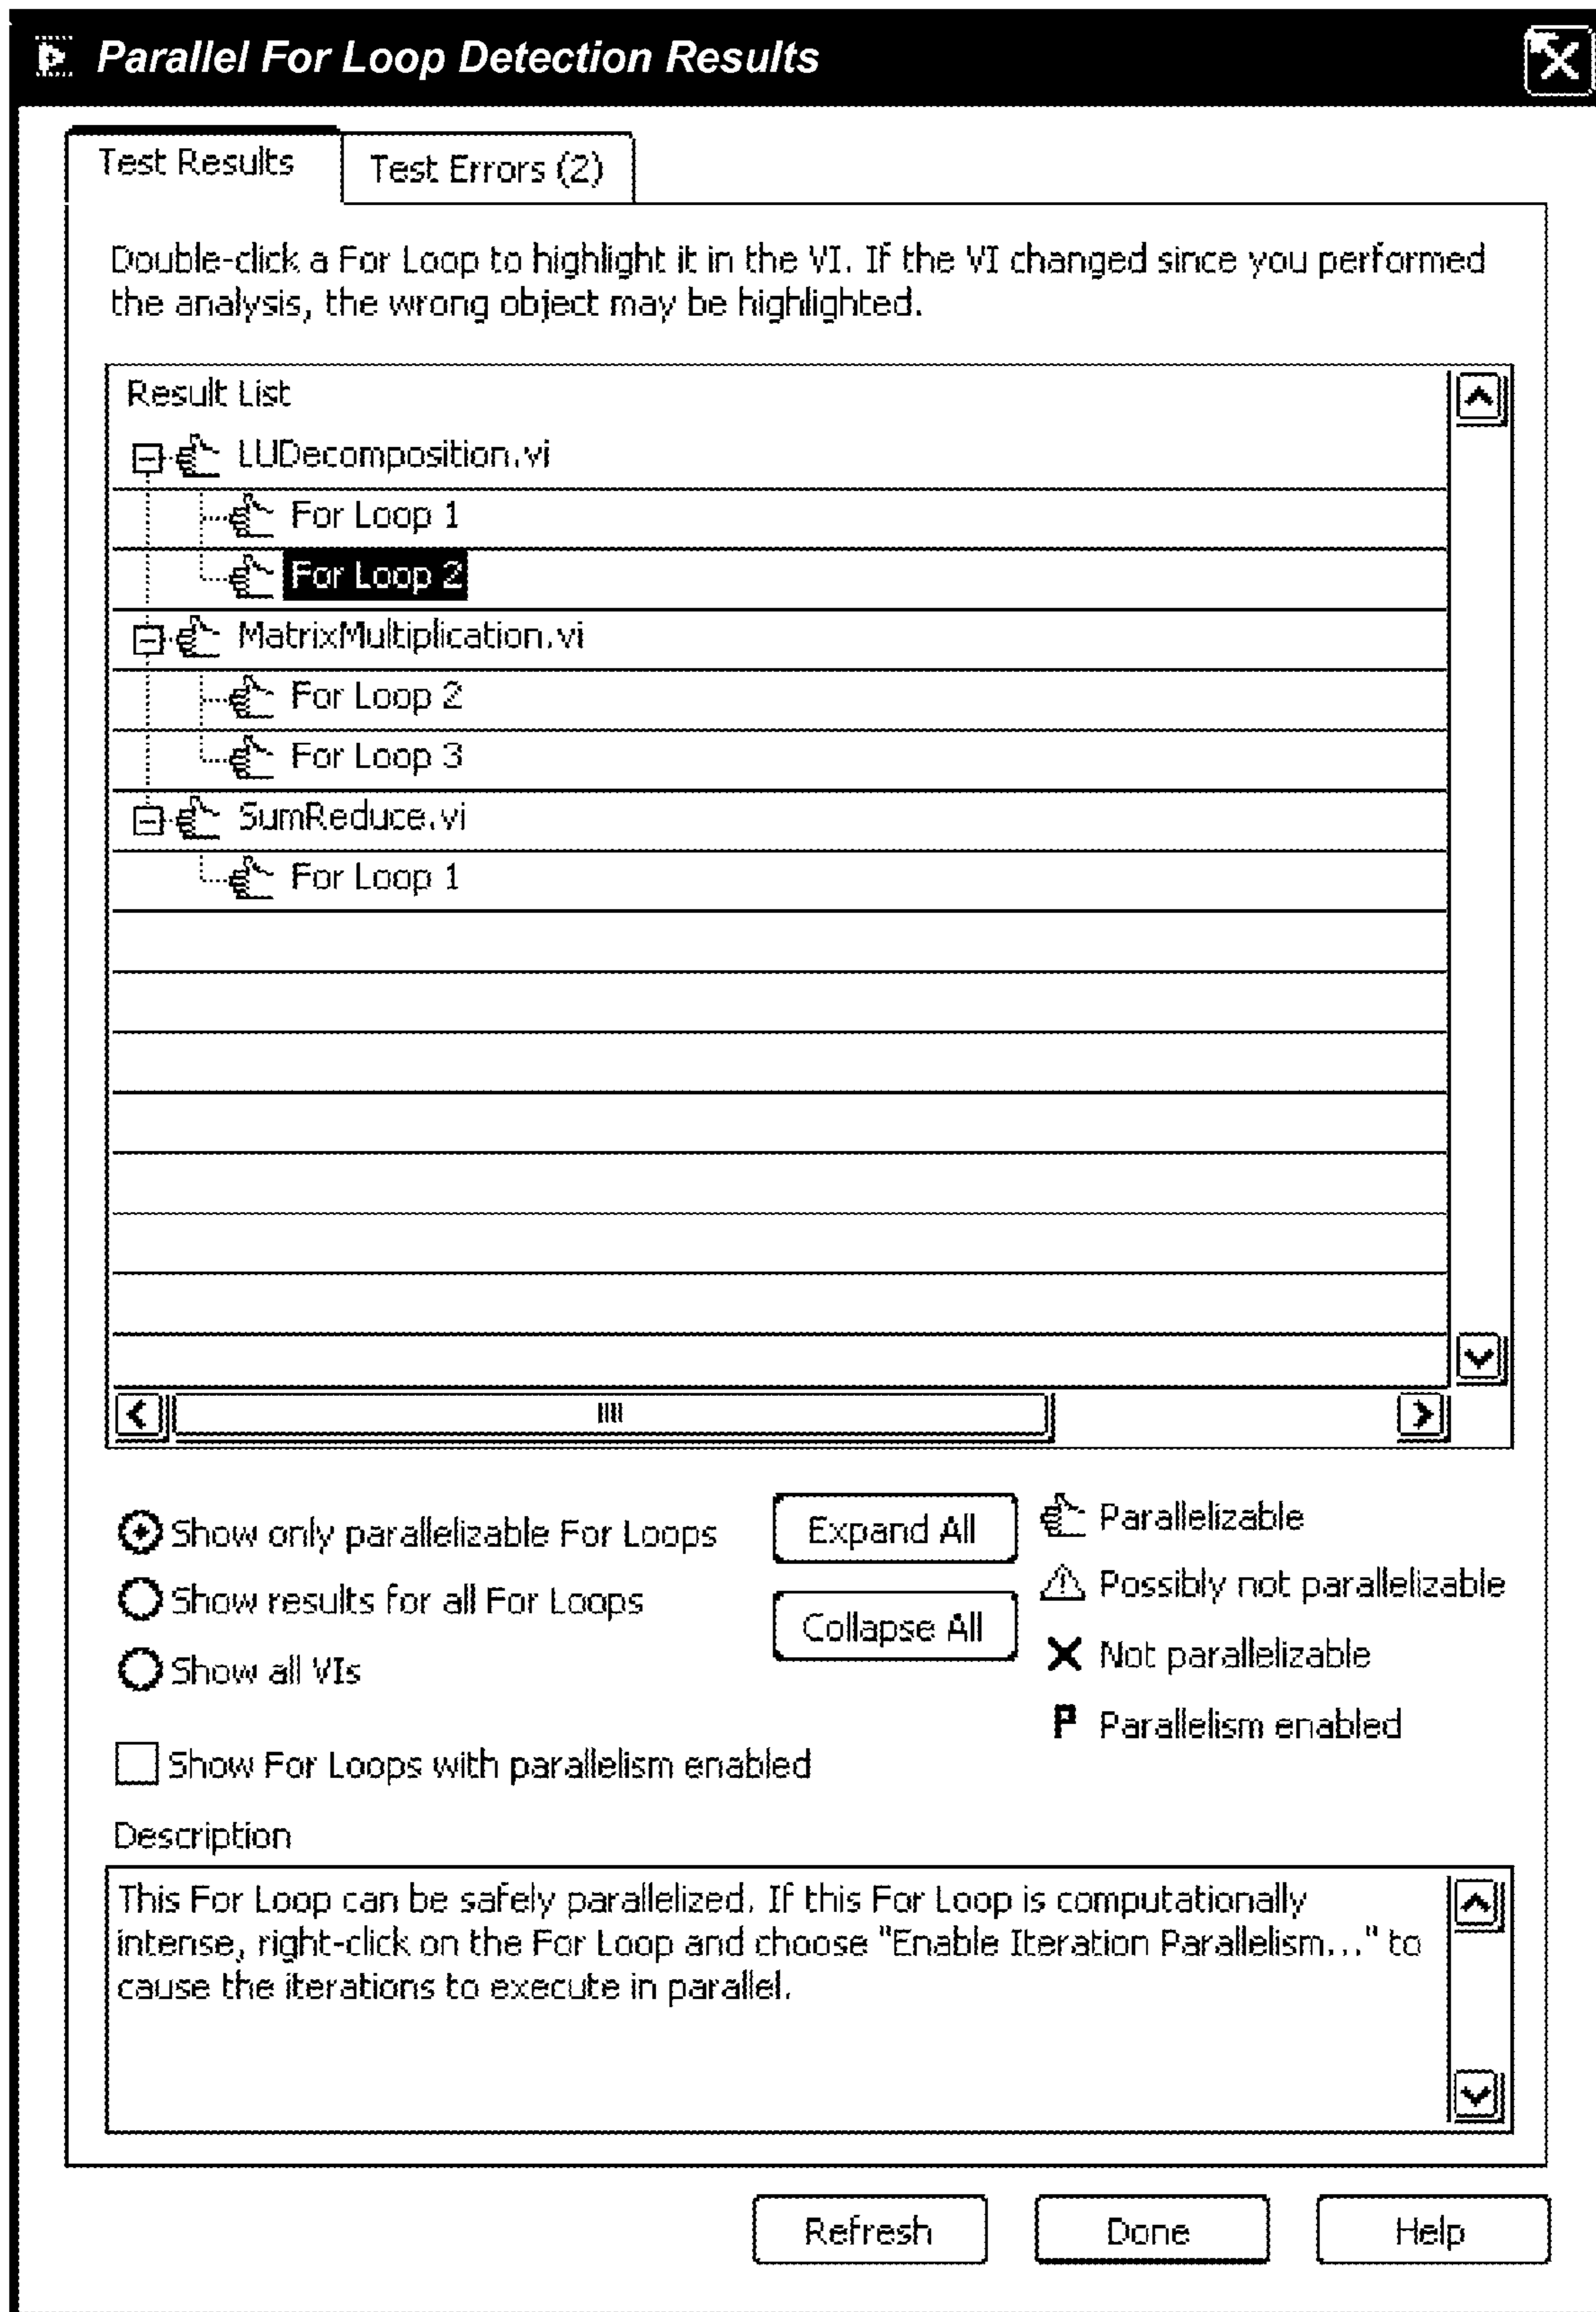 Parallel For Loop Detection Results
Test Results
Test Errors (2)
Double-click a For Loop to highlight it in the VI. If the VI changed since you performed
the analysis, the wrong object may be highlighted.
Result List
LUDecomposition.vi
For Loop 1
For Loop 2
MatrixMultiplication.vi
For Loop 2
For Loop 3
SumReduce.vi
For Loop 1
Show only parallelizable For Loops
Show results for all For Loops
Show all VIs
Show For Loops with parallelism enabled
Expand All
Collapse All
Parallelizable
Possibly not parallelizable
Not parallelizable
P Parallelism enabled
Description
This For Loop can be safely parallelized. If this For Loop is computationally
intense, right-click on the For Loop and choose "Enable Iteration Parallelism..." to
cause the iterations to execute in parallel.
Refresh
Done
Help